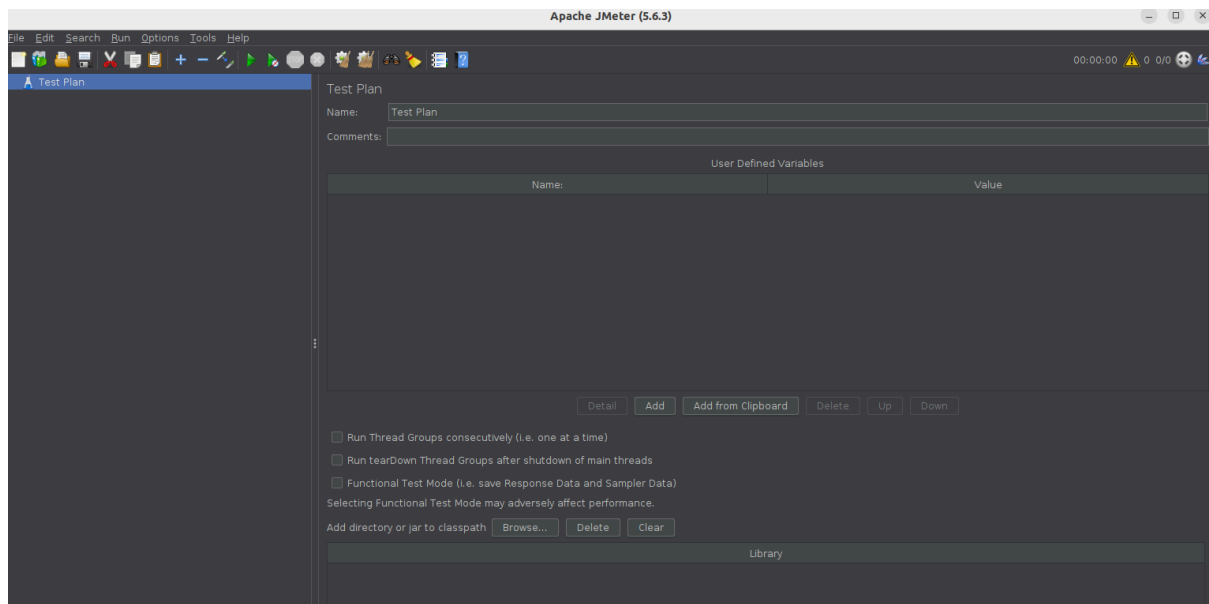 Apache JMeter (5.6.3)
File Edit Search Run Options Tools Help
00:00:00 0 0/0
Test Plan
Test Plan
Name: Test Plan
Comments:
User Defined Variables
Name: Value
Detail Add Add from Clipboard Delete Up Down
Run Thread Groups consecutively (i.e. one at a time)
Run tearDown Thread Groups after shutdown of main threads
Functional Test Mode (i.e. save Response Data and Sampler Data)
Selecting Functional Test Mode may adversely affect performance.
Add directory or jar to classpath Browse... Delete Clear
Library